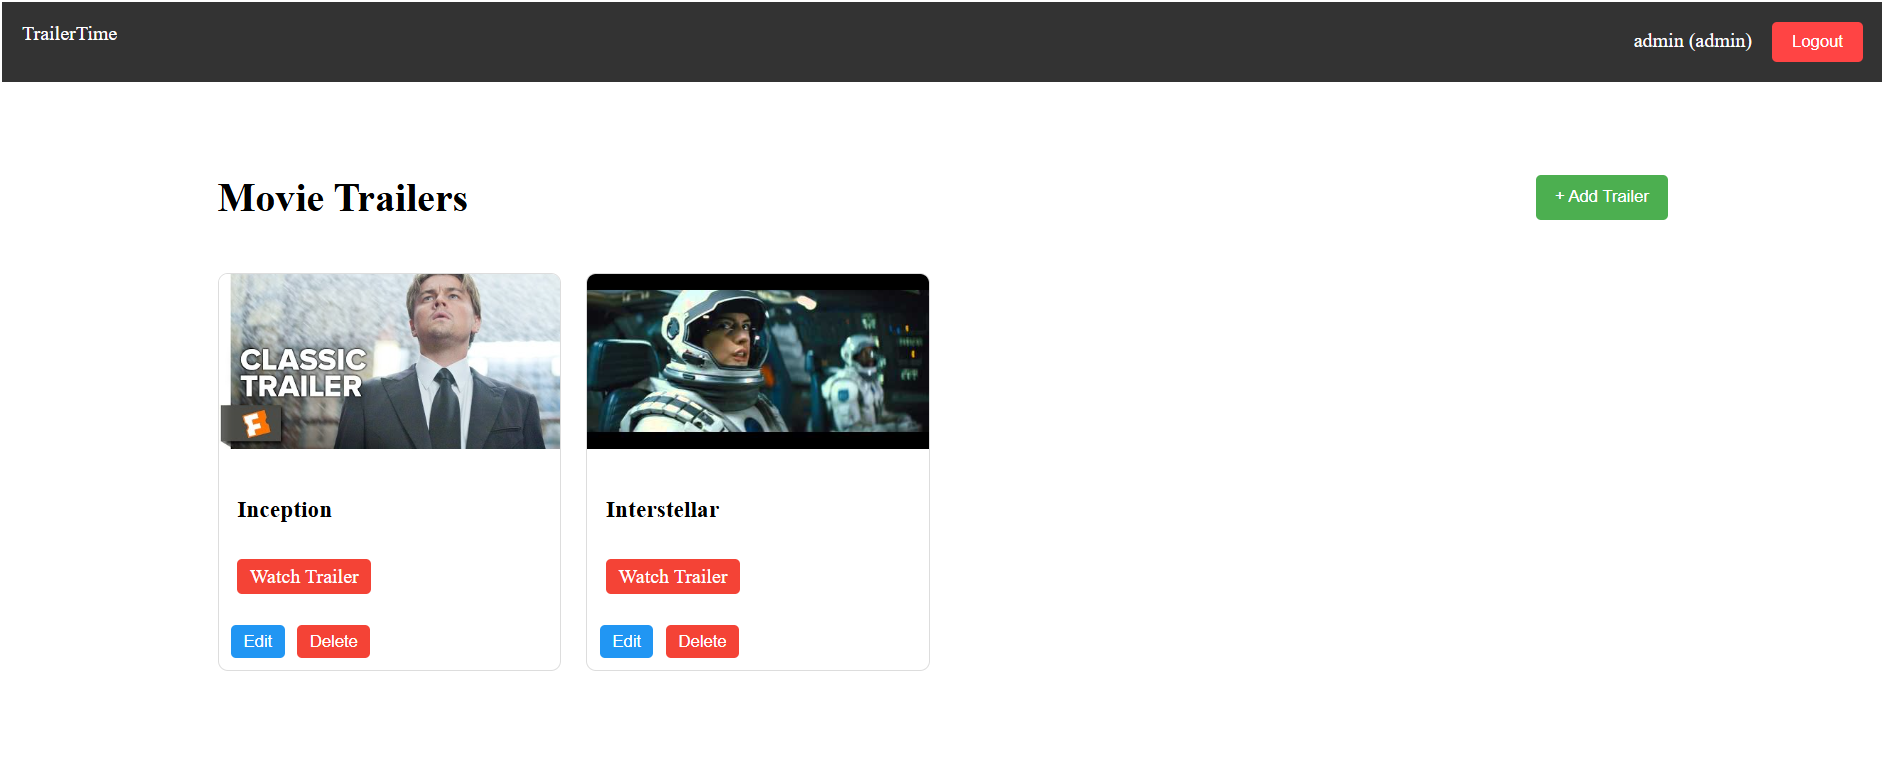 TrailerTime
admin (admin) Logout
Movie Trailers
+ Add Trailer
CLASSIC
TRAILER
F
Inception
Interstellar
Watch Trailer
Watch Trailer
Edit Delete
Edit Delete